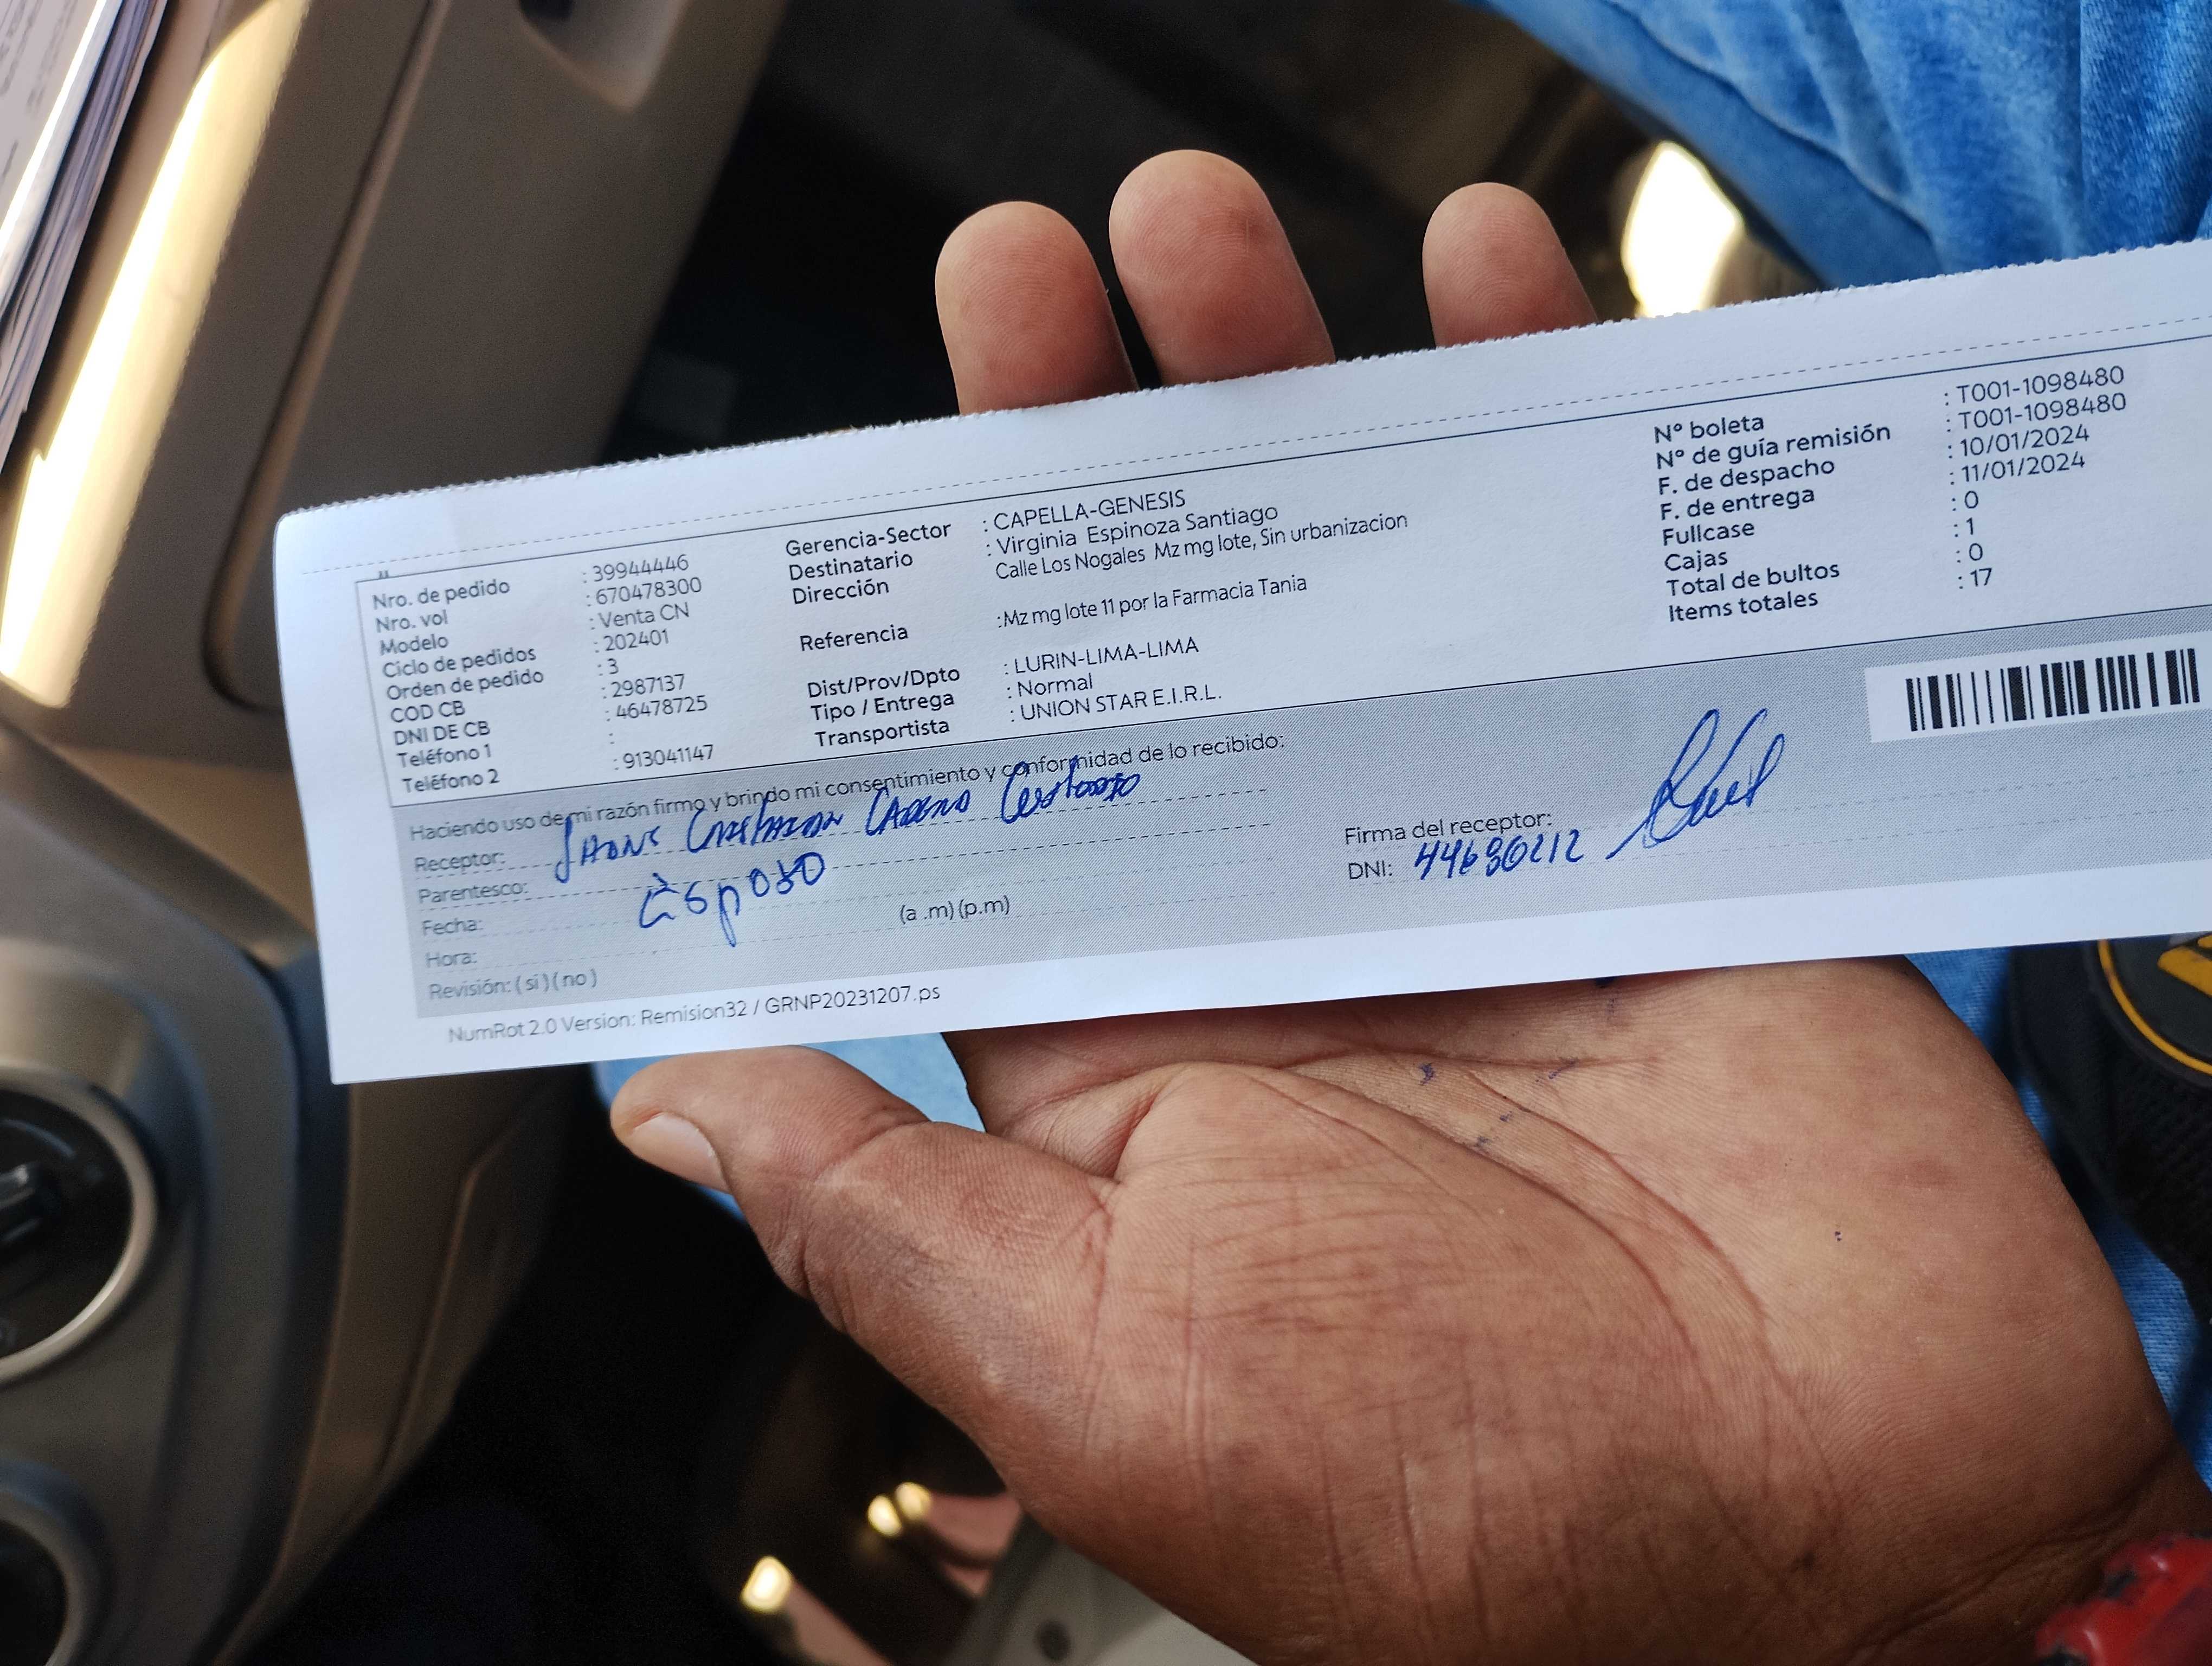 Nro. de pedido : 39944446
Nro. vol : 670478300
Modelo : Venta CN
Ciclo de pedidos : 202401
Orden de pedido : 3
COD CB : 2987137
DNI DE CB : 46478725
Teléfono 1 :
Teléfono 2 : 913041147
Gerencia-Sector : CAPELLA-GENESIS
Destinatario : Virginia Espinoza Santiago
Dirección Calle Los Nogales Mz mg lote, Sin urbanizacion
Referencia :Mz mg lote 11 por la Farmacia Tania
Dist/Prov/Dpto : LURIN-LIMA-LIMA
Tipo / Entrega : Normal
Transportista : UNION STAR E.I.R.L.
Nº boleta : T001-1098480
Nº de guía remisión : T001-1098480
F. de despacho : 10/01/2024
F. de entrega : 11/01/2024
Fullcase : 0
Cajas : 1
Total de bultos : 0
Items totales : 17
Haciendo uso de mi razón firmo y brindo mi consentimiento y conformidad de lo recibido:
Receptor:
Parentesco: Esposo
Fecha:
Hora: (a .m) (p.m)
Revisión: ( si ) ( no )
Firma del receptor:
DNI:
NumRot 2.0 Version: Remision32 / GRNP20231207.ps